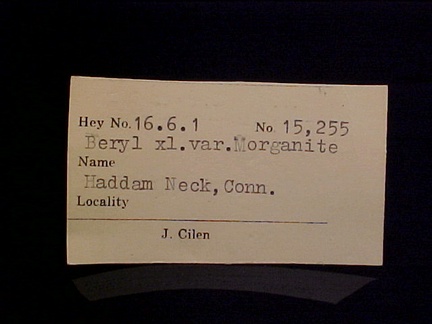 Hey No. 16.6.1 No. 15,255
Beryl xl.var.Morganite
Name
Haddam Neck, Conn.
Locality
J. Cilen